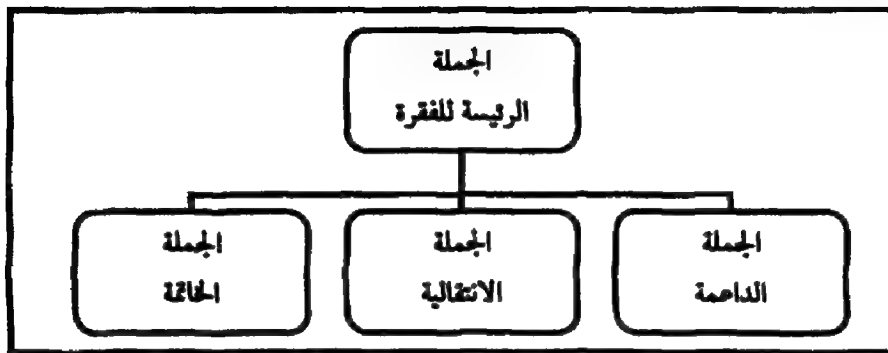 الجملة
الرئيسة للفقرة
الجملة
الداعمة
الجملة
الانتقالية
الجملة
الخاتمة